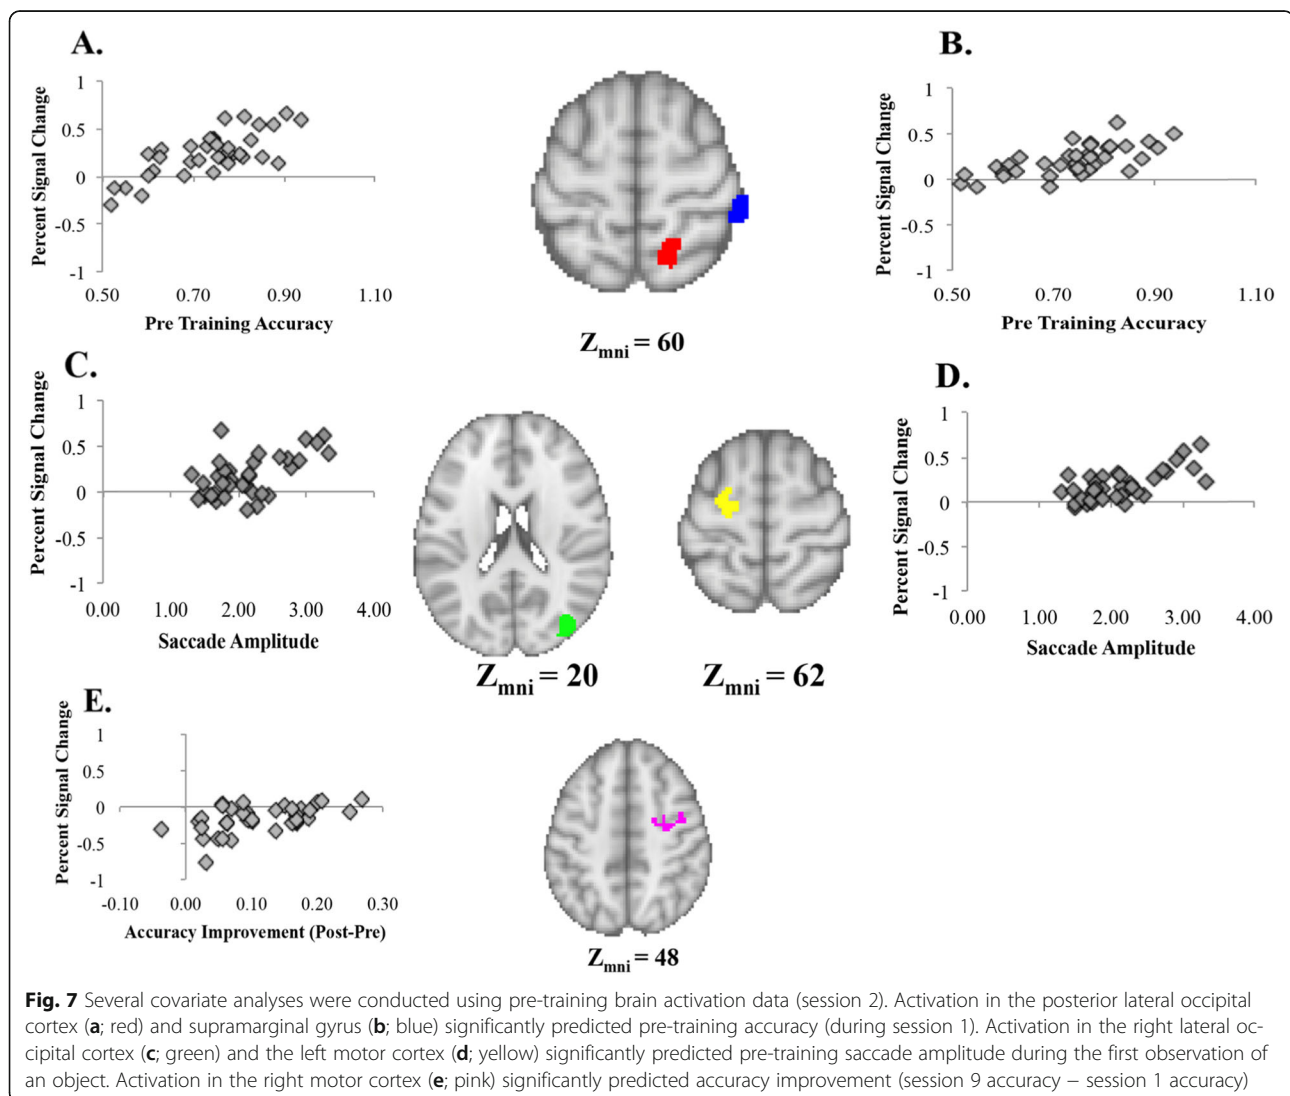 A.
Percent Signal Change
1
0.5
0
-0.5
-1
0.50 0.70 0.90 1.10
Pre Training Accuracy
Zmni = 60
B.
Percent Signal Change
1
0.5
0
-0.5
-1
0.50 0.70 0.90 1.10
Pre Training Accuracy
C.
Percent Signal Change
1
0.5
0
-0.5
-1
0.00 1.00 2.00 3.00 4.00
Saccade Amplitude
Zmni = 20
Zmni = 62
D.
Percent Signal Change
1
0.5
0
-0.5
-1
0.00 1.00 2.00 3.00 4.00
Saccade Amplitude
E.
Percent Signal Change
1
0.5
0
-0.5
-1
-0.10 0.00 0.10 0.20 0.30
Accuracy Improvement (Post-Pre)
Zmni = 48
Fig. 7 Several covariate analyses were conducted using pre-training brain activation data (session 2). Activation in the posterior lateral occipital
cortex (a; red) and supramarginal gyrus (b; blue) significantly predicted pre-training accuracy (during session 1). Activation in the right lateral oc-
cipital cortex (c; green) and the left motor cortex (d; yellow) significantly predicted pre-training saccade amplitude during the first observation of
an object. Activation in the right motor cortex (e; pink) significantly predicted accuracy improvement (session 9 accuracy − session 1 accuracy)